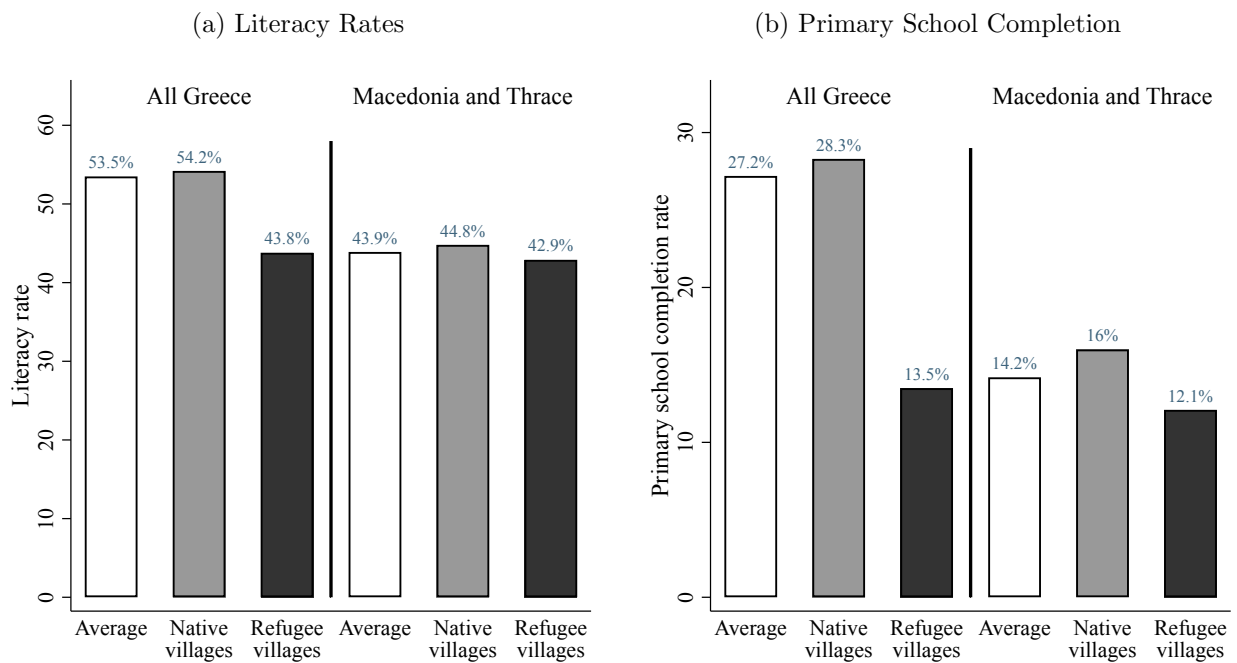 (a) Literacy Rates
All Greece
Macedonia and Thrace
Literacy rate
60
50
40
30
20
10
0
53.5%
54.2%
43.8%
43.9%
44.8%
42.9%
Average
Native
villages
Refugee
villages
Average
Native
villages
Refugee
villages
(b) Primary School Completion
All Greece
Macedonia and Thrace
Primary school completion rate
30
20
10
0
27.2%
28.3%
13.5%
14.2%
16%
12.1%
Average
Native
villages
Refugee
villages
Average
Native
villages
Refugee
villages